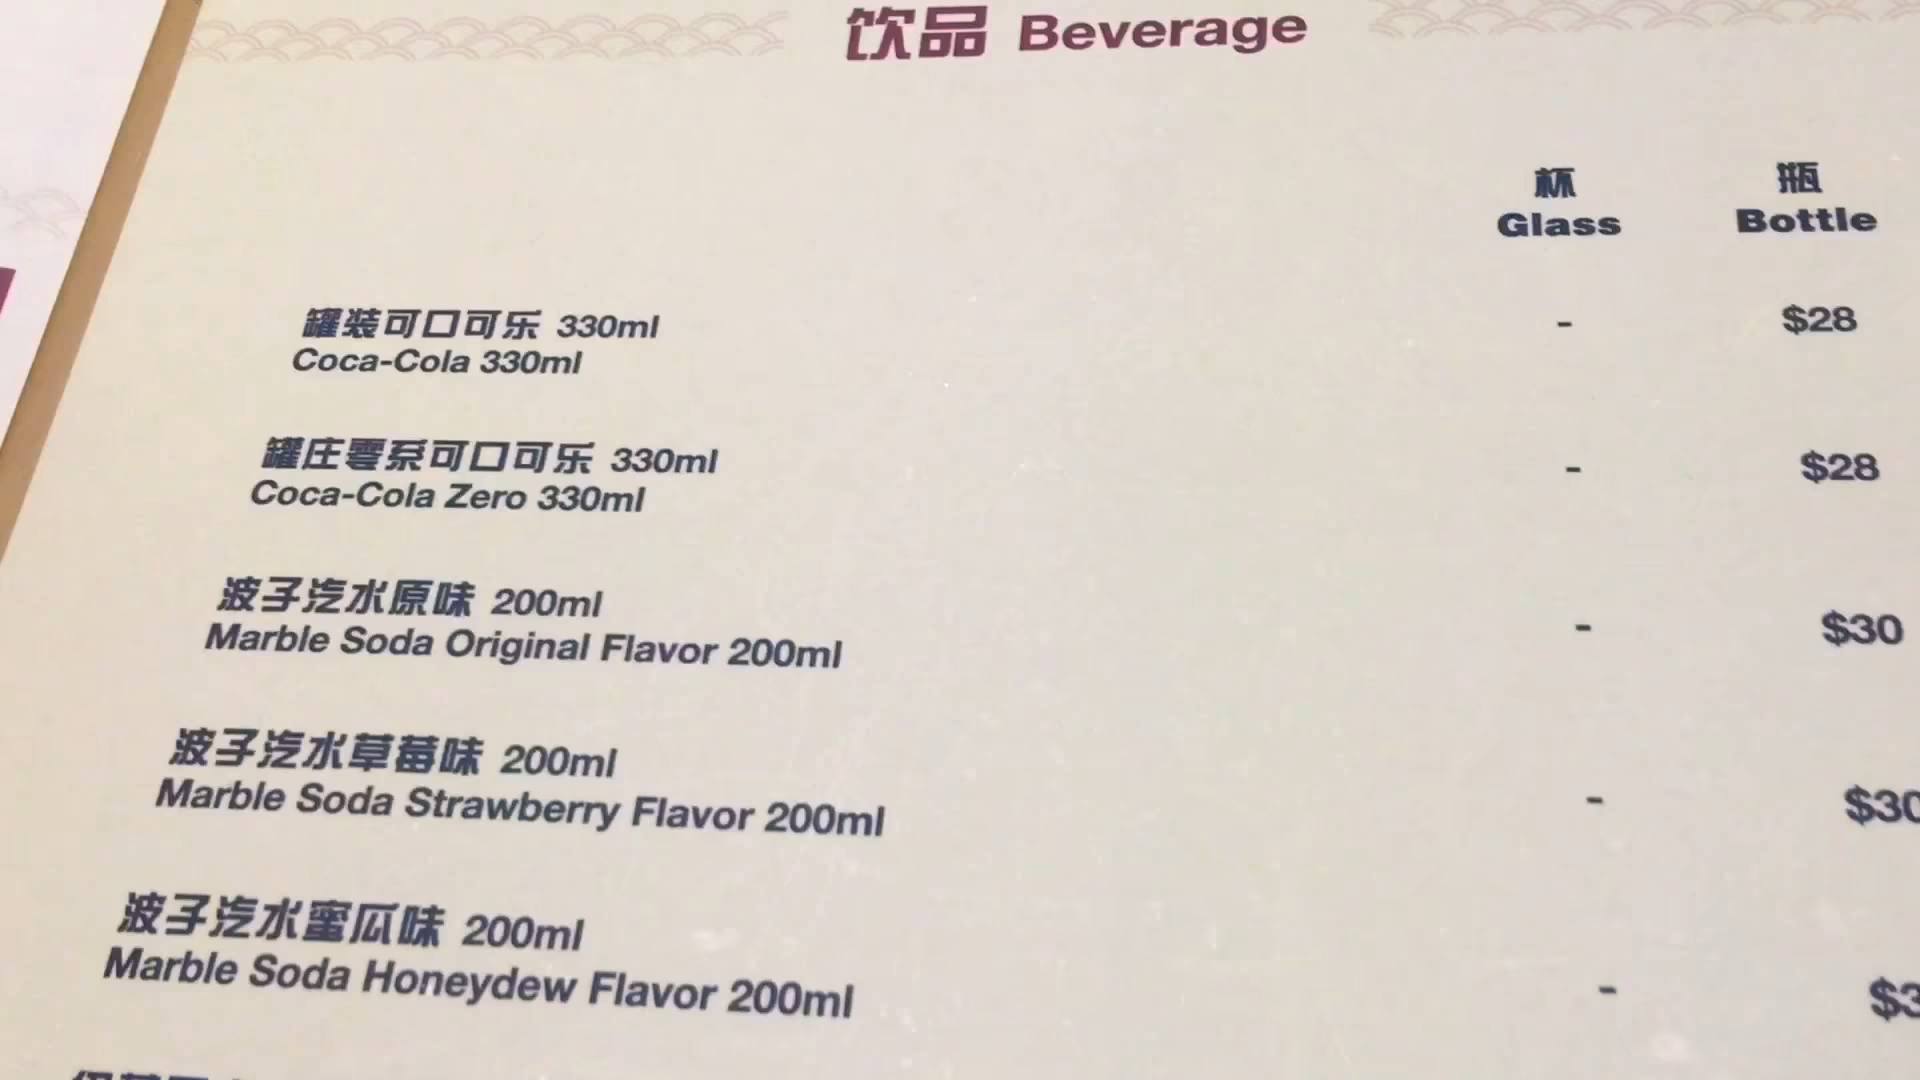 饮品 Beverage
杯 瓶
Glass Bottle
罐装可口可乐 330ml - $28
Coca-Cola 330ml
罐庄零系可口可乐 330ml - $28
Coca-Cola Zero 330ml
波子汽水原味 200ml - $30
Marble Soda Original Flavor 200ml
波子汽水草莓味 200ml - $30
Marble Soda Strawberry Flavor 200ml
波子汽水蜜瓜味 200ml - $3
Marble Soda Honeydew Flavor 200ml